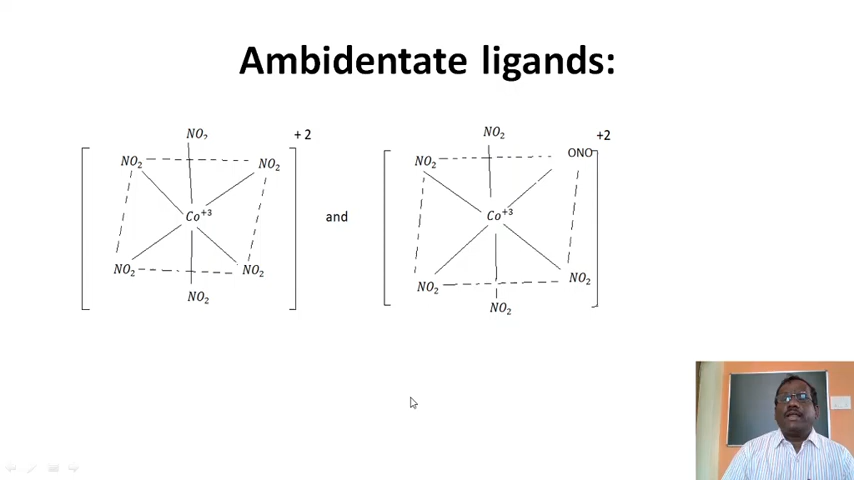 Ambidentate ligands:
NO₂ + 2 NO₂ +2
NO₂ NO₂ NO₂ ONO
Co⁺³ and Co⁺³
NO₂ NO₂ NO₂ NO₂
NO₂ NO₂